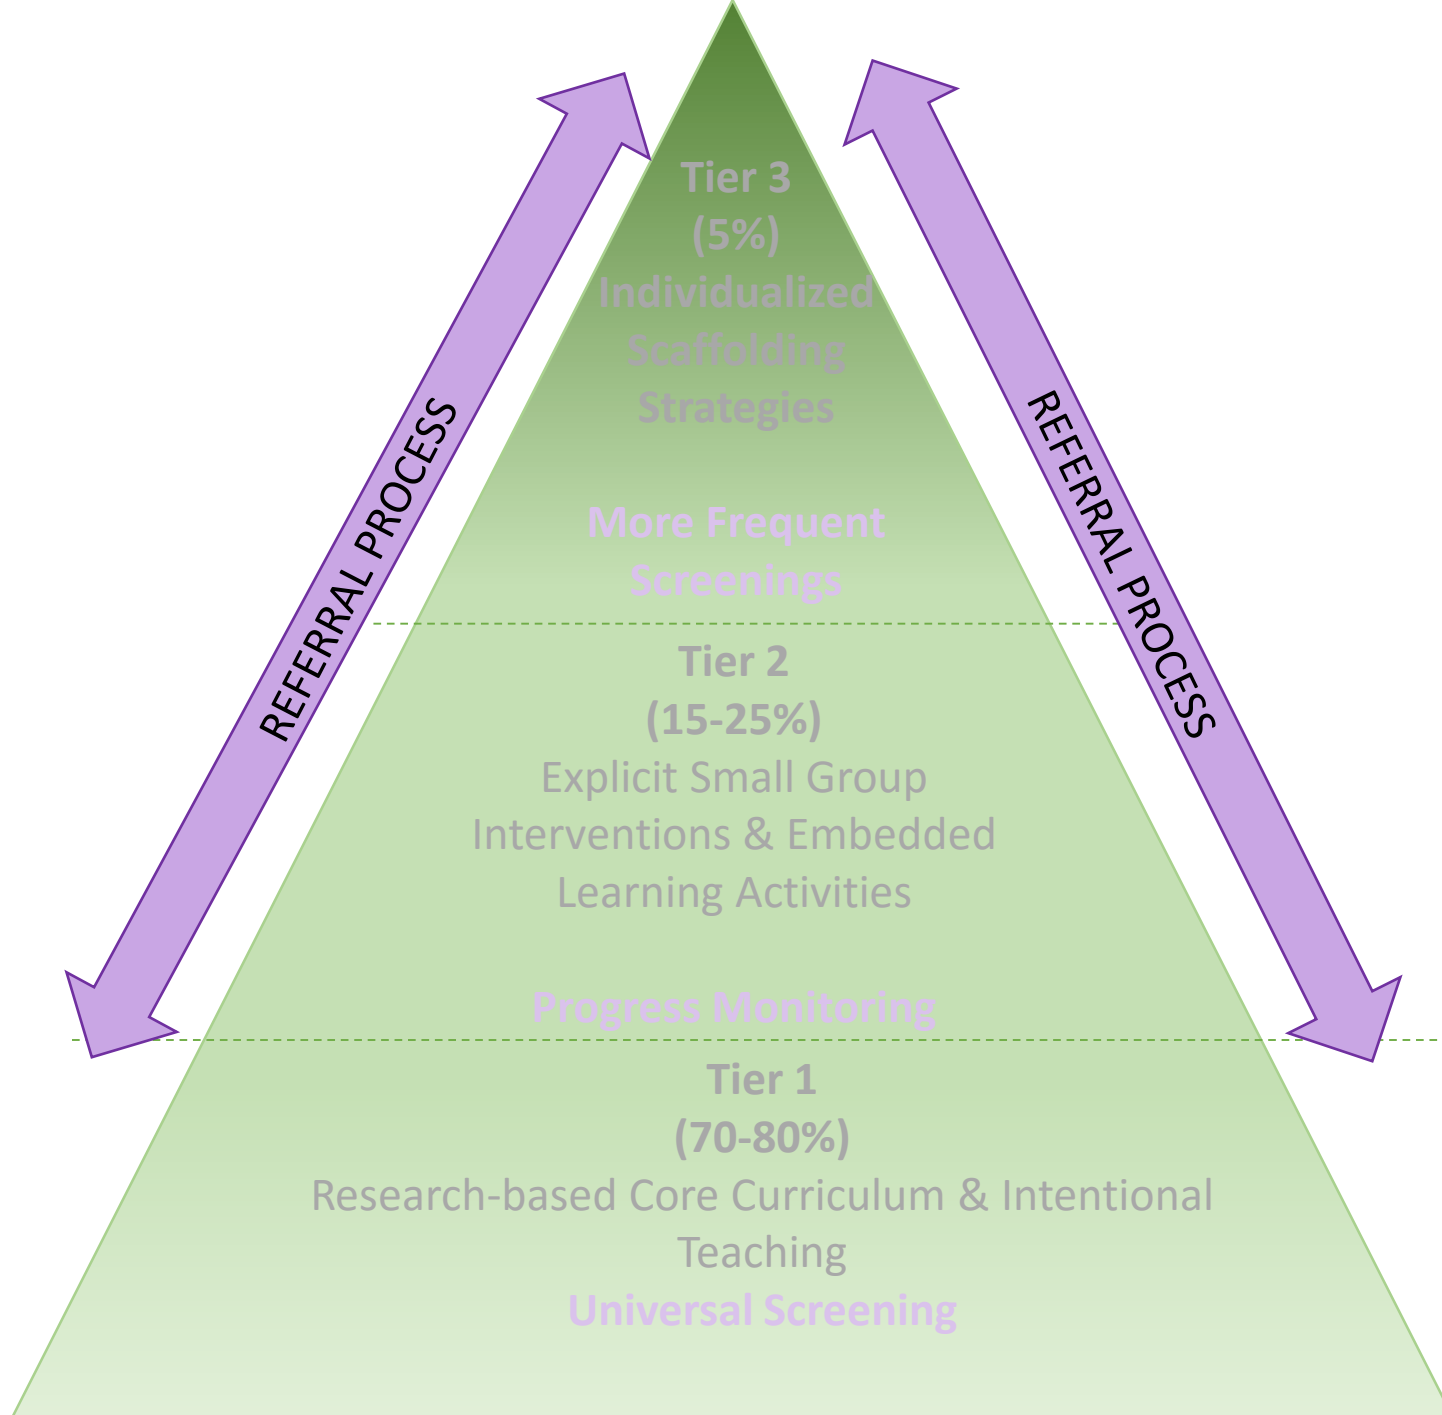 Tier 3
(5%)
Individualized
Scaffolding
Strategies
More Frequent
Screenings
REFERRAL PROCESS
REFERRAL PROCESS
Tier 2
(15-25%)
Explicit Small Group
Interventions & Embedded
Learning Activities
Progress Monitoring
Tier 1
(70-80%)
Research-based Core Curriculum & Intentional
Teaching
Universal Screening